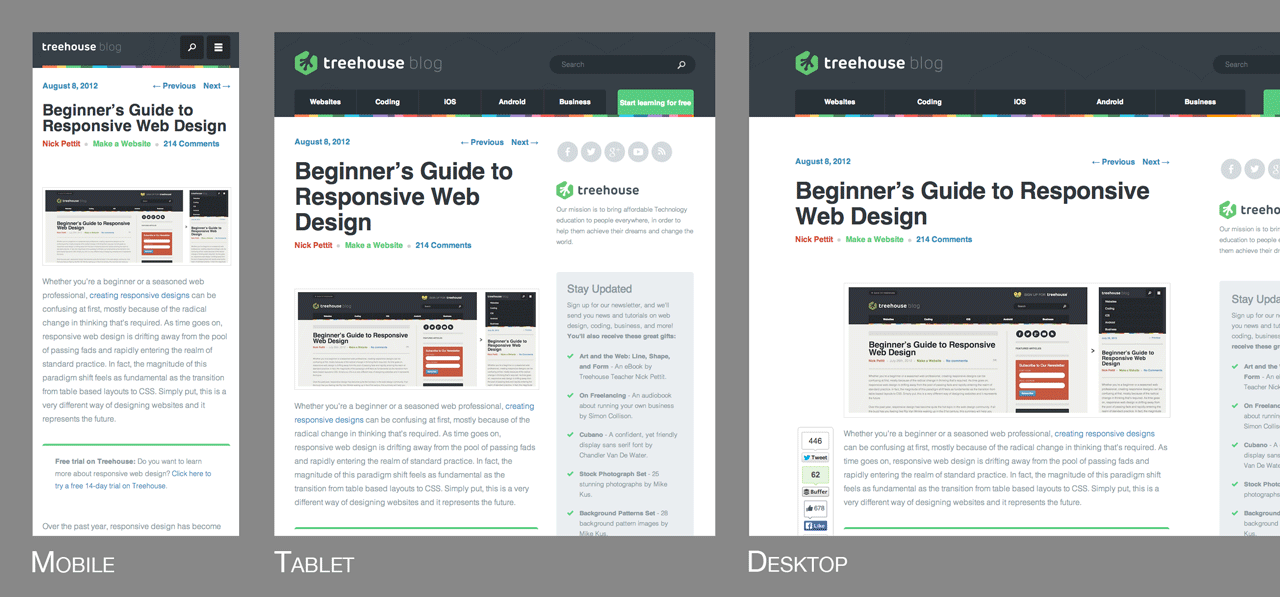 treehouse blog
August 8, 2012
← Previous Next →
Beginner's Guide to
Responsive Web Design
Nick Pettit Make a Website 214 Comments
Beginner's Guide to Responsive
Web Design
Whether you're a beginner or a seasoned web
professional, creating responsive designs can be
confusing at first, mostly because of the radical
change in thinking that's required. As time goes on,
responsive web design is drifting away from the pool
of passing fads and rapidly entering the realm of
standard practice. In fact, the magnitude of this
paradigm shift feels as fundamental as the transition
from table based layouts to CSS. Simply put, this is a
very different way of designing websites and it
represents the future.
Free trial on Treehouse: Do you want to learn
more about responsive web design? Click here to
try a free 14-day trial on Treehouse.
Over the past year, responsive design has become
MOBILE
treehouse blog
Search
Websites Coding IOS Android Business Start learning for free
August 8, 2012
← Previous Next →
Beginner's Guide to
Responsive Web
Design
Nick Pettit Make a Website 214 Comments
Beginner's Guide to Responsive
Web Design
Whether you're a beginner or a seasoned web professional, creating
responsive designs can be confusing at first, mostly because of the
radical change in thinking that's required. As time goes on,
responsive web design is drifting away from the pool of passing fads
and rapidly entering the realm of standard practice. In fact, the
magnitude of this paradigm shift feels as fundamental as the
transition from table based layouts to CSS. Simply put, this is a very
different way of designing websites and it represents the future.
treehouse
Our mission is to bring affordable Technology
education to people everywhere, in order to
help them achieve their dreams and change the
world.
Stay Updated
Sign up for our newsletter, and we'll
send you news and tutorials on web
design, coding, business, and more!
You'll also receive these great gifts:
Art and the Web: Line, Shape,
and Form - An eBook by
Treehouse Teacher Nick Pettit.
On Freelancing - An audiobook
about running your own business
by Simon Collison.
Cubano - A confident, yet friendly
display sans serif font by
Chandler Van De Water.
Stock Photograph Set - 25
stunning photographs by Mike
Kus.
Background Patterns Set - 28
background pattern images by
Mike Kus.
TABLET
treehouse blog
Search
Websites Coding IOS Android Business
August 8, 2012
← Previous Next →
Beginner's Guide to Responsive
Web Design
Nick Pettit Make a Website 214 Comments
Beginner's Guide to Responsive
Web Design
446
Tweet
62
Buffer
678
Like
Whether you're a beginner or a seasoned web professional, creating responsive designs
can be confusing at first, mostly because of the radical change in thinking that's required. As
time goes on, responsive web design is drifting away from the pool of passing fads and
rapidly entering the realm of standard practice. In fact, the magnitude of this paradigm shift
feels as fundamental as the transition from table based layouts to CSS. Simply put, this is a
very different way of designing websites and it represents the future.
treehou
Our mission is to brin
education to people e
them achieve their dr
Stay Upda
Sign up for our
you news and tu
coding, business
receive these g
Art and the
Form - An e
Teacher Nick
On Freelanc
about running
Simon Collis
Cubano - A
display sans
Van De Wate
Stock Photo
photographs
Background
background
DESKTOP